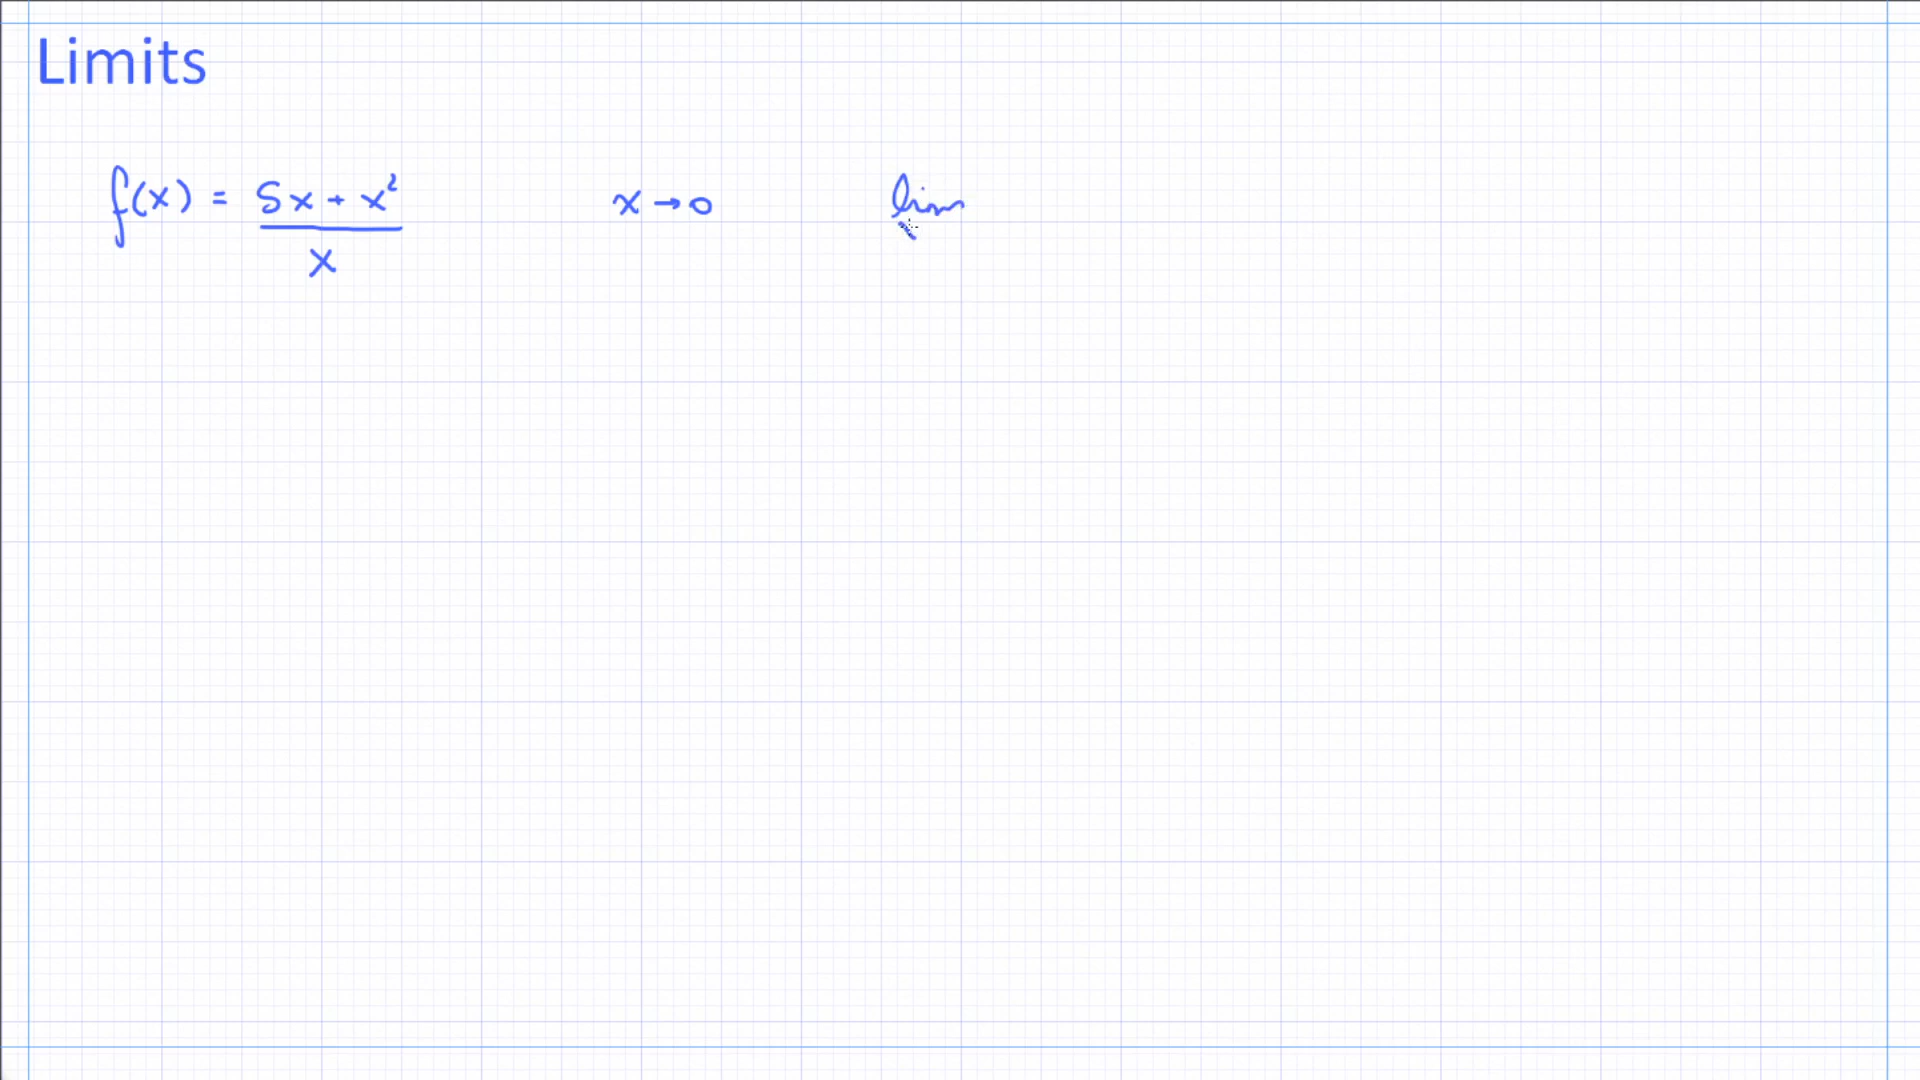 Limits
f(x) = 5x + x² x → 0 lim
x